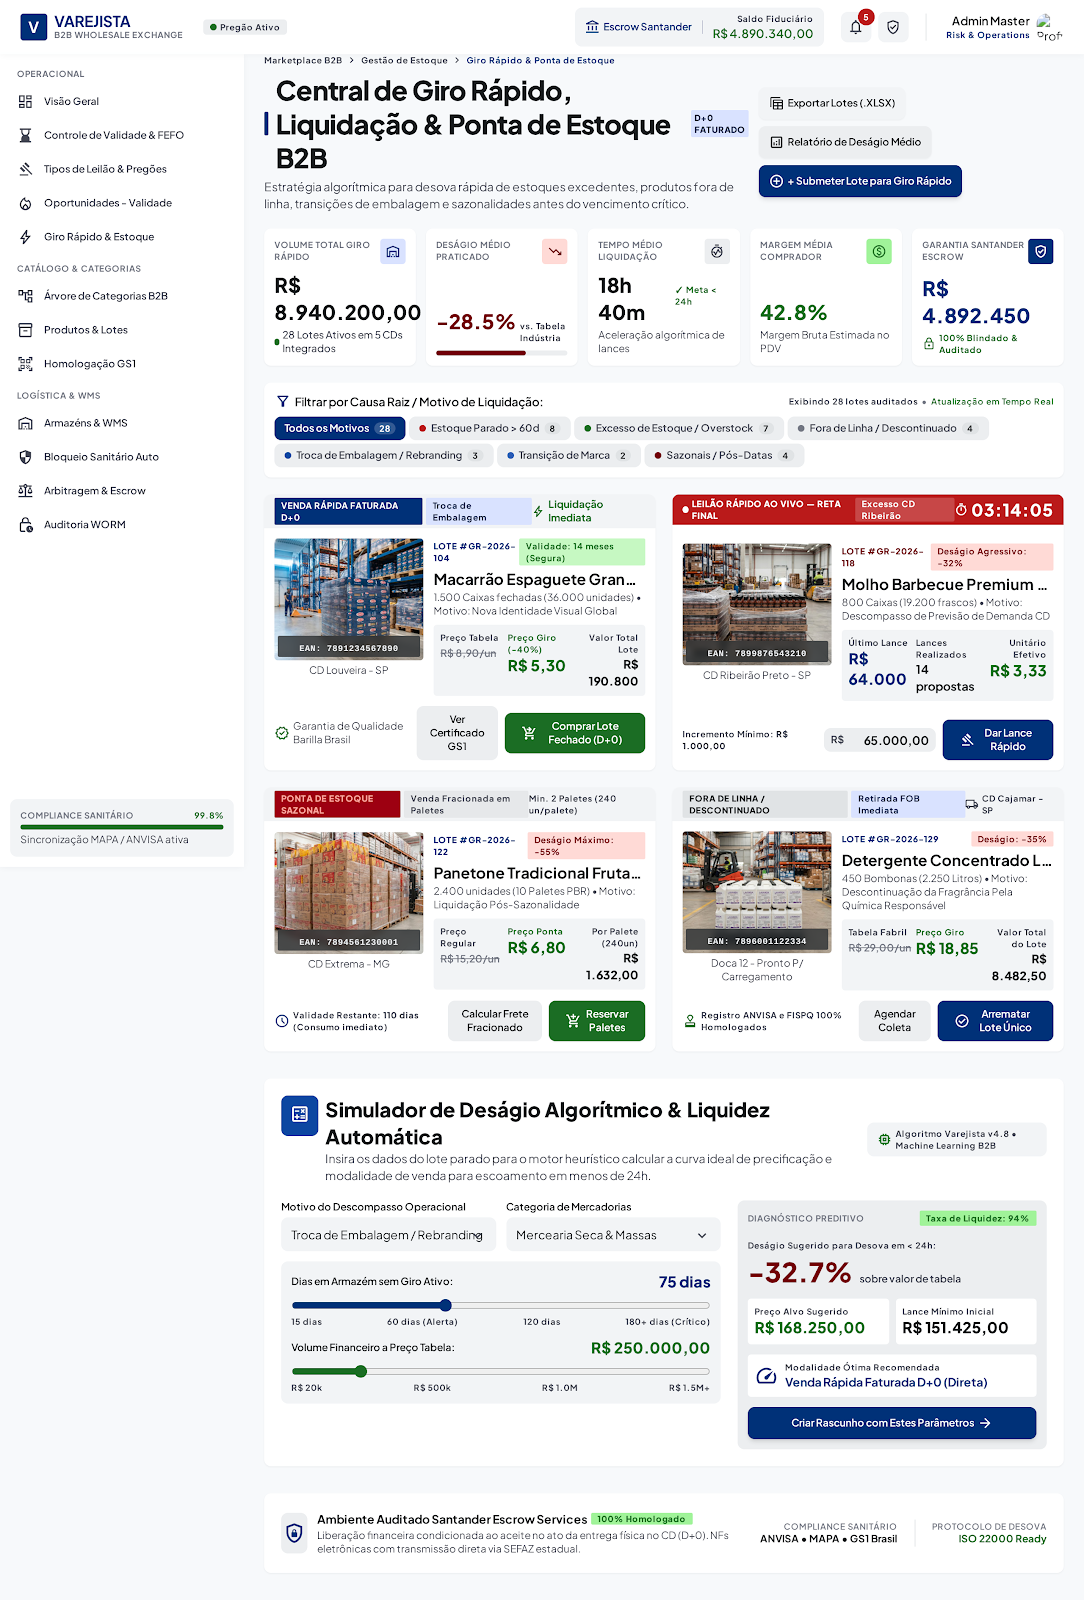 V VAREJISTA
B2B WHOLESALE EXCHANGE
Pregão Ativo
Escrow Santander
Saldo Fiduciário
R$ 4.890.340,00
5
Admin Master
Risk & Operations
OPERACIONAL
Visão Geral
Controle de Validade & FEFO
Tipos de Leilão & Pregões
Oportunidades - Validade
Giro Rápido & Estoque
CATÁLOGO & CATEGORIAS
Árvore de Categorias B2B
Produtos & Lotes
Homologação GS1
LOGÍSTICA & WMS
Armazéns & WMS
Bloqueio Sanitário Auto
Arbitragem & Escrow
Auditoria WORM
COMPLIANCE SANITÁRIO 99.8%
Sincronização MAPA / ANVISA ativa
Marketplace B2B > Gestão de Estoque > Giro Rápido & Ponta de Estoque
Central de Giro Rápido,
Liquidação & Ponta de Estoque
B2B
D+0
FATURADO
Estratégia algorítmica para desova rápida de estoques excedentes, produtos fora de
linha, transições de embalagem e sazonalidades antes do vencimento crítico.
Exportar Lotes (.XLSX)
Relatório de Deságio Médio
+ Submeter Lote para Giro Rápido
VOLUME TOTAL GIRO
RÁPIDO
R$
8.940.200,00
28 Lotes Ativos em 5 CDs
Integrados
DESÁGIO MÉDIO
PRATICADO
-28.5% vs. Tabela
Indústria
TEMPO MÉDIO
LIQUIDAÇÃO
18h
40m
✓ Meta <
24h
Aceleração algorítmica de
lances
MARGEM MÉDIA
COMPRADOR
42.8%
Margem Bruta Estimada no
PDV
GARANTIA SANTANDER
ESCROW
R$
4.892.450
100% Blindado &
Auditado
Filtrar por Causa Raiz / Motivo de Liquidação:
Exibindo 28 lotes auditados • Atualização em Tempo Real
Todos os Motivos 28
Estoque Parado > 60d 8
Excesso de Estoque / Overstock 7
Fora de Linha / Descontinuado 4
Troca de Embalagem / Rebranding 3
Transição de Marca 2
Sazonais / Pós-Datas 4
VENDA RÁPIDA FATURADA
D+0
Troca de
Embalagem
Liquidação
Imediata
EAN: 7891234567890
CD Louveira - SP
LOTE #GR-2026-
104
Validade: 14 meses
(Segura)
Macarrão Espaguete Gran...
1.500 Caixas fechadas (36.000 unidades) •
Motivo: Nova Identidade Visual Global
Preço Tabela
R$ 8,90/un
Preço Giro
(-40%)
R$ 5,30
Valor Total
Lote
R$
190.800
Garantia de Qualidade
Barilla Brasil
Ver
Certificado
GS1
Comprar Lote
Fechado (D+0)
LEILÃO RÁPIDO AO VIVO — RETA
FINAL
Excesso CD
Ribeirão
03:14:05
EAN: 7899876543210
CD Ribeirão Preto - SP
LOTE #GR-2026-
118
Deságio Agressivo:
-32%
Molho Barbecue Premium ...
800 Caixas (19.200 frascos) • Motivo:
Descompasso de Previsão de Demanda CD
Último Lance
R$
64.000
Lances
Realizados
14
propostas
Unitário
Efetivo
R$ 3,33
Incremento Mínimo: R$
1.000,00
R$ 65.000,00
Dar Lance
Rápido
PONTA DE ESTOQUE
SAZONAL
Venda Fracionada em
Paletes
Min. 2 Paletes (240
un/palete)
EAN: 7894561230001
CD Extrema - MG
LOTE #GR-2026-
122
Deságio Máximo:
-55%
Panetone Tradicional Fruta...
2.400 unidades (10 Paletes PBR) • Motivo:
Liquidação Pós-Sazonalidade
Preço
Regular
R$ 15,20/un
Preço Ponta
R$ 6,80
Por Palete
(240un)
R$
1.632,00
Validade Restante: 110 dias
(Consumo imediato)
Calcular Frete
Fracionado
Reservar
Paletes
FORA DE LINHA /
DESCONTINUADO
Retirada FOB
Imediata
CD Cajamar -
SP
EAN: 7896001122334
Doca 12 - Pronto P/
Carregamento
LOTE #GR-2026-129
Deságio: -35%
Detergente Concentrado L...
450 Bombonas (2.250 Litros) • Motivo:
Descontinuação da Fragrância Pela
Química Responsável
Tabela Fabril
R$ 29,00/un
Preço Giro
R$ 18,85
Valor Total
do Lote
R$
8.482,50
Registro ANVISA e FISPQ 100%
Homologados
Agendar
Coleta
Arrematar
Lote Único
Simulador de Deságio Algorítmico & Liquidez
Automática
Insira os dados do lote parado para o motor heurístico calcular a curva ideal de precificação e
modalidade de venda para escoamento em menos de 24h.
Algoritmo Varejista v4.8 •
Machine Learning B2B
Motivo do Descompasso Operacional
Troca de Embalagem / Rebranding
Categoria de Mercadorias
Mercearia Seca & Massas
Dias em Armazém sem Giro Ativo: 75 dias
15 dias 60 dias (Alerta) 120 dias 180+ dias (Crítico)
Volume Financeiro a Preço Tabela: R$ 250.000,00
R$ 20k R$ 500k R$ 1.0M R$ 1.5M+
DIAGNÓSTICO PREDITIVO
Taxa de Liquidez: 94%
Deságio Sugerido para Desova em < 24h:
-32.7% sobre valor de tabela
Preço Alvo Sugerido
R$ 168.250,00
Lance Mínimo Inicial
R$ 151.425,00
Modalidade Ótima Recomendada
Venda Rápida Faturada D+0 (Direta)
Criar Rascunho com Estes Parâmetros →
Ambiente Auditado Santander Escrow Services 100% Homologado
Liberação financeira condicionada ao aceite no ato da entrega física no CD (D+0). NFs
eletrônicas com transmissão direta via SEFAZ estadual.
COMPLIANCE SANITÁRIO
ANVISA • MAPA • GS1 Brasil
PROTOCOLO DE DESOVA
ISO 22000 Ready